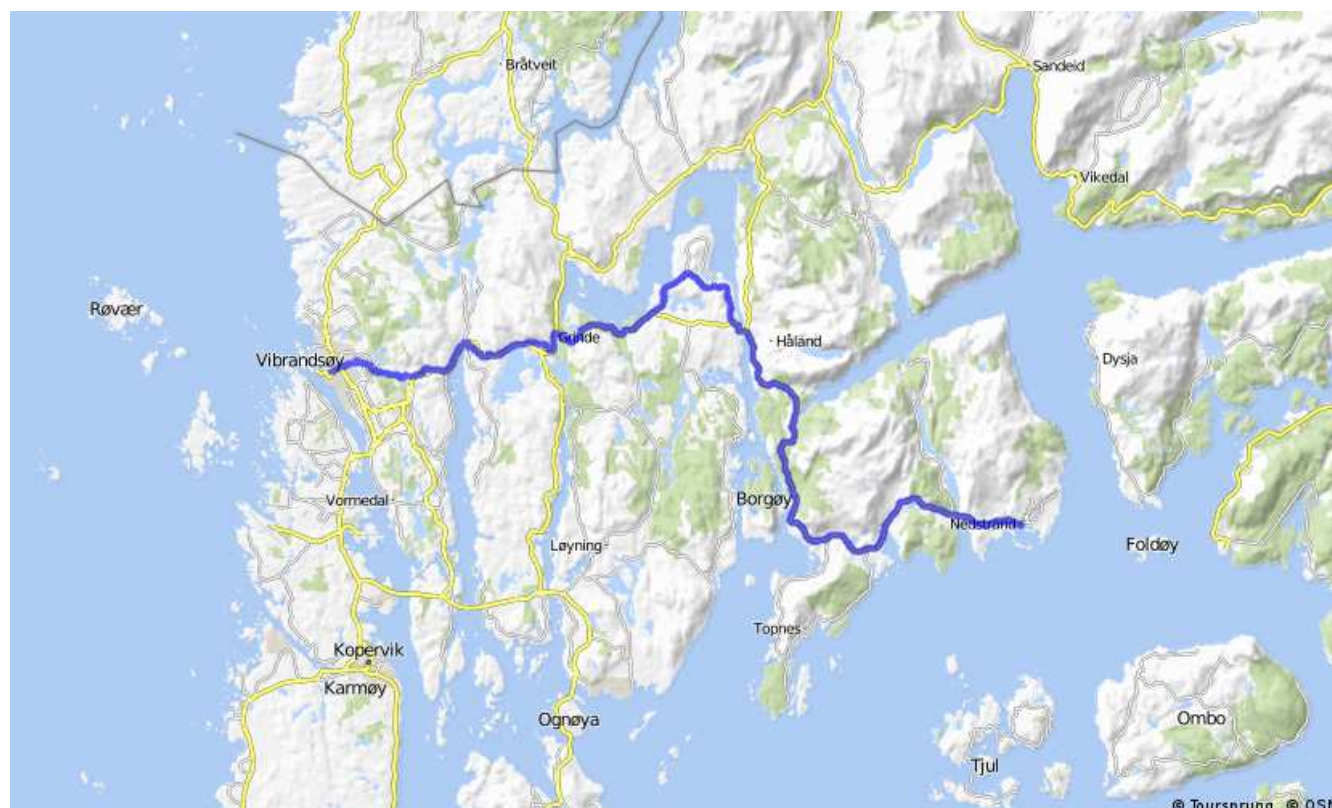 Bråtveit
Sandeid
Vikedal
Røvær
Grinde
Håland
Vibrandsøy
Dysja
Vormedal
Borgøy
Nedstrand
Løyning
Foldøy
Topnes
Kopervik
Karmøy
Ognøya
Ombo
Tjul
© Toursprung, © OSM